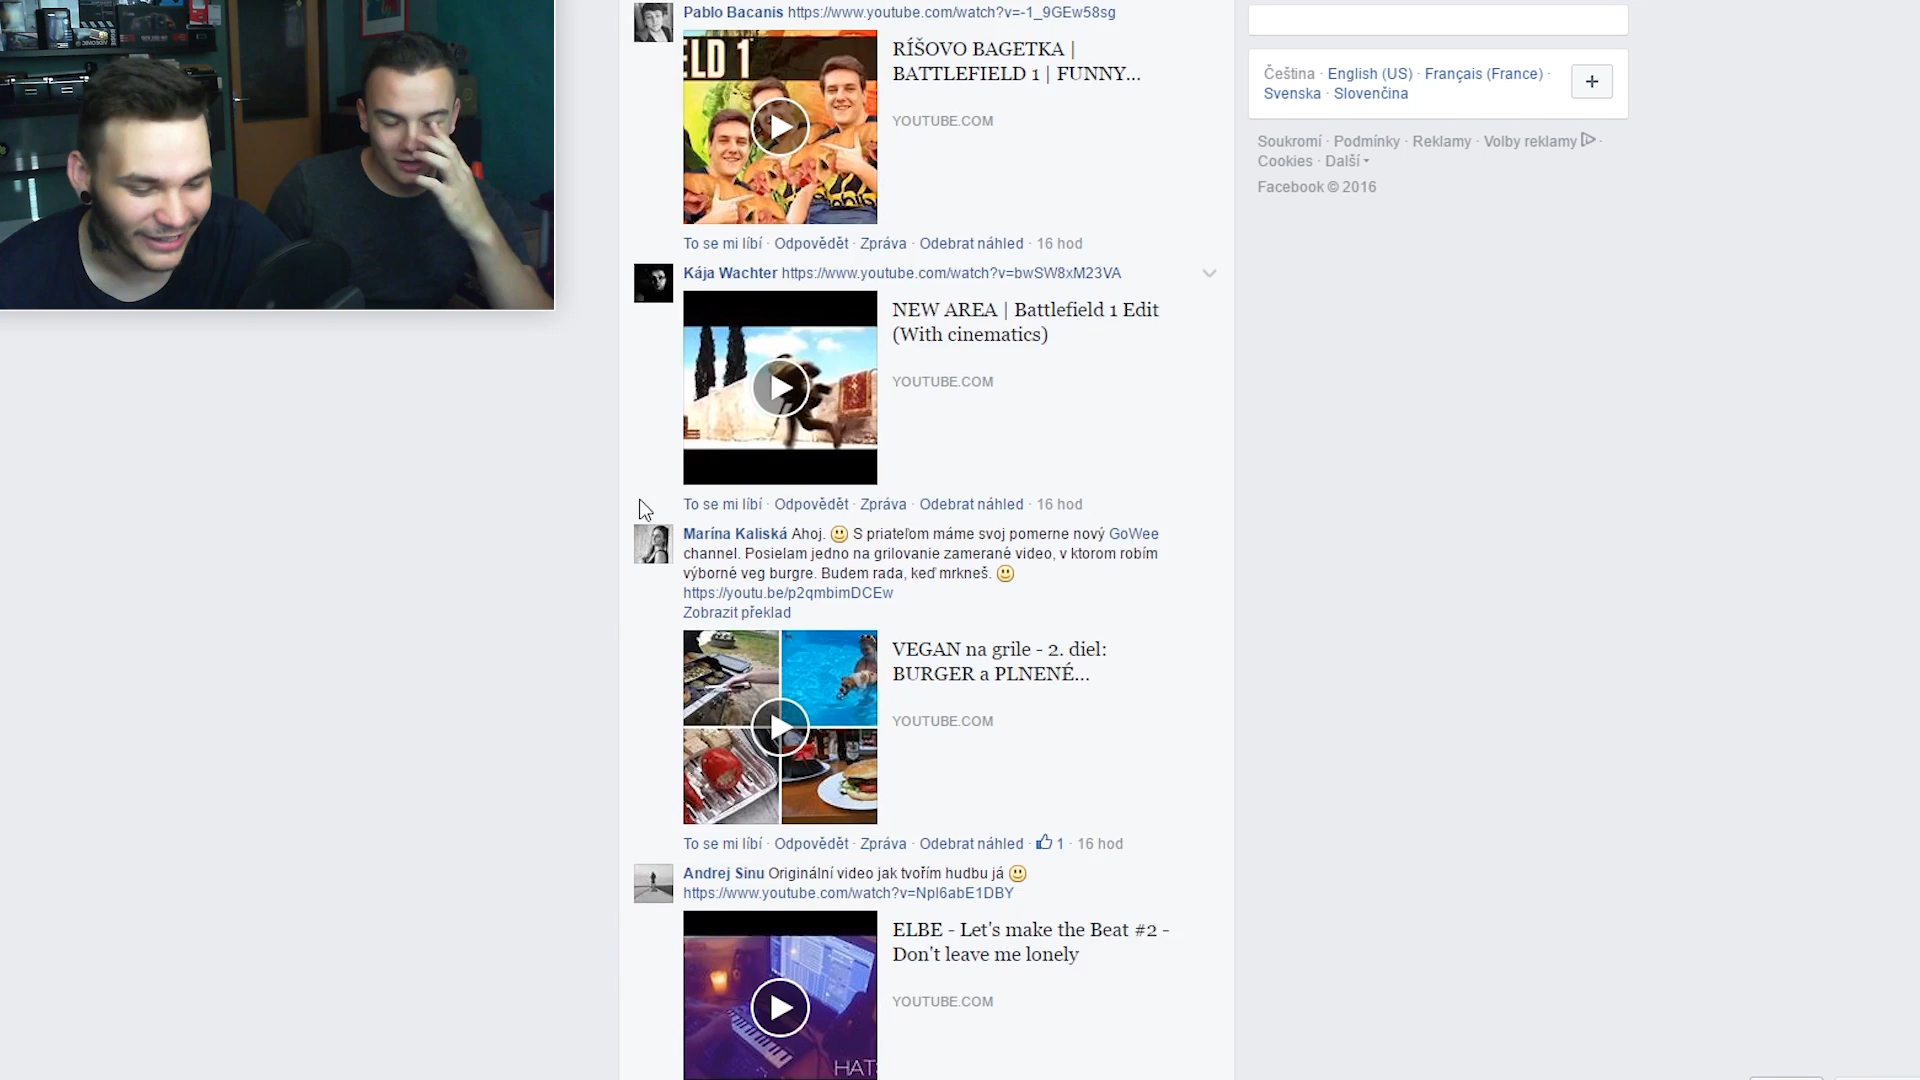 Pablo Bacanis https://www.youtube.com/watch?v=-1_9GEw58sg
ELD 1
RÍŠOVO BAGETKA |
BATTLEFIELD 1 | FUNNY...
YOUTUBE.COM
To se mi líbí · Odpovědět · Zpráva · Odebrat náhled · 16 hod
Kája Wachter https://www.youtube.com/watch?v=bwSW8xM23VA
NEW AREA | Battlefield 1 Edit
(With cinematics)
YOUTUBE.COM
To se mi líbí · Odpovědět · Zpráva · Odebrat náhled · 16 hod
Marína Kaliská Ahoj. 🙂 S priateľom máme svoj pomerne nový GoWee
channel. Posielam jedno na grilovanie zamerané video, v ktorom robím
výborné veg burgre. Budem rada, keď mrkneš. 🙂
https://youtu.be/p2qmbimDCEw
Zobrazit překlad
VEGAN na grile - 2. diel:
BURGER a PLNENÉ...
YOUTUBE.COM
To se mi líbí · Odpovědět · Zpráva · Odebrat náhled · 1 · 16 hod
Andrej Sinu Originální video jak tvořím hudbu já 🙂
https://www.youtube.com/watch?v=Npl6abE1DBY
ELBE - Let's make the Beat #2 -
Don't leave me lonely
YOUTUBE.COM
HAT
Čeština · English (US) · Français (France) ·
Svenska · Slovenčina
+
Soukromí · Podmínky · Reklamy · Volby reklamy ·
Cookies · Další
Facebook © 2016